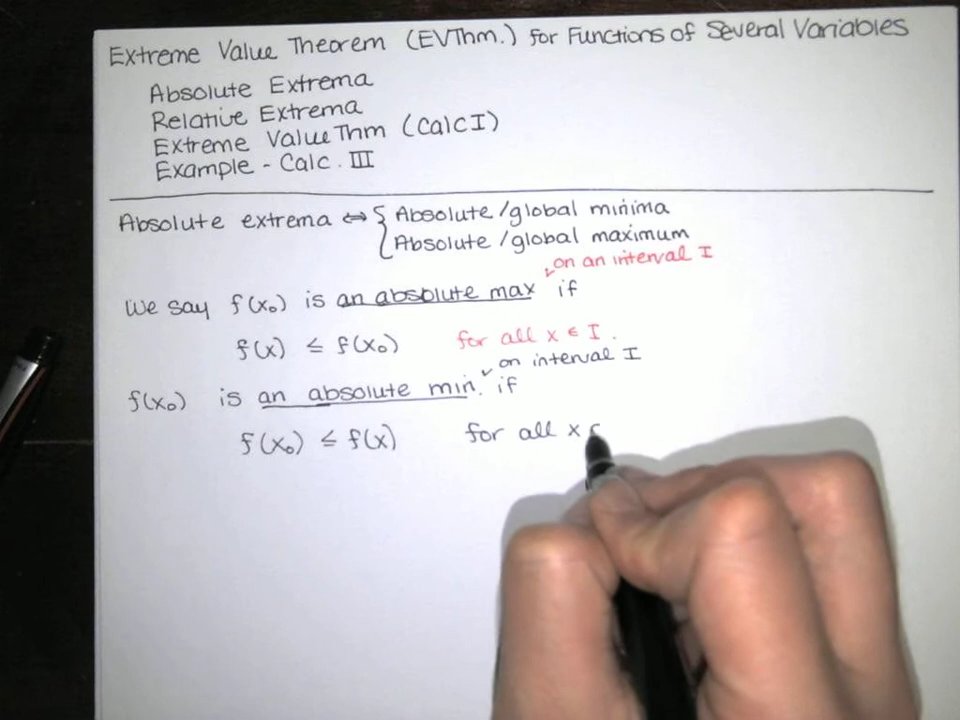 Extreme Value Theorem (EVThm.) for Functions of Several Variables
Absolute Extrema
Relative Extrema
Extreme Value Thm (Calc I)
Example - Calc. III
Absolute extrema ⇔ { Absolute/global minima
Absolute/global maximum
on an interval I
We say f(x₀) is an absolute max if
f(x) ≤ f(x₀) for all x ∈ I.
on interval I
f(x₀) is an absolute min. if
f(x₀) ≤ f(x) for all x